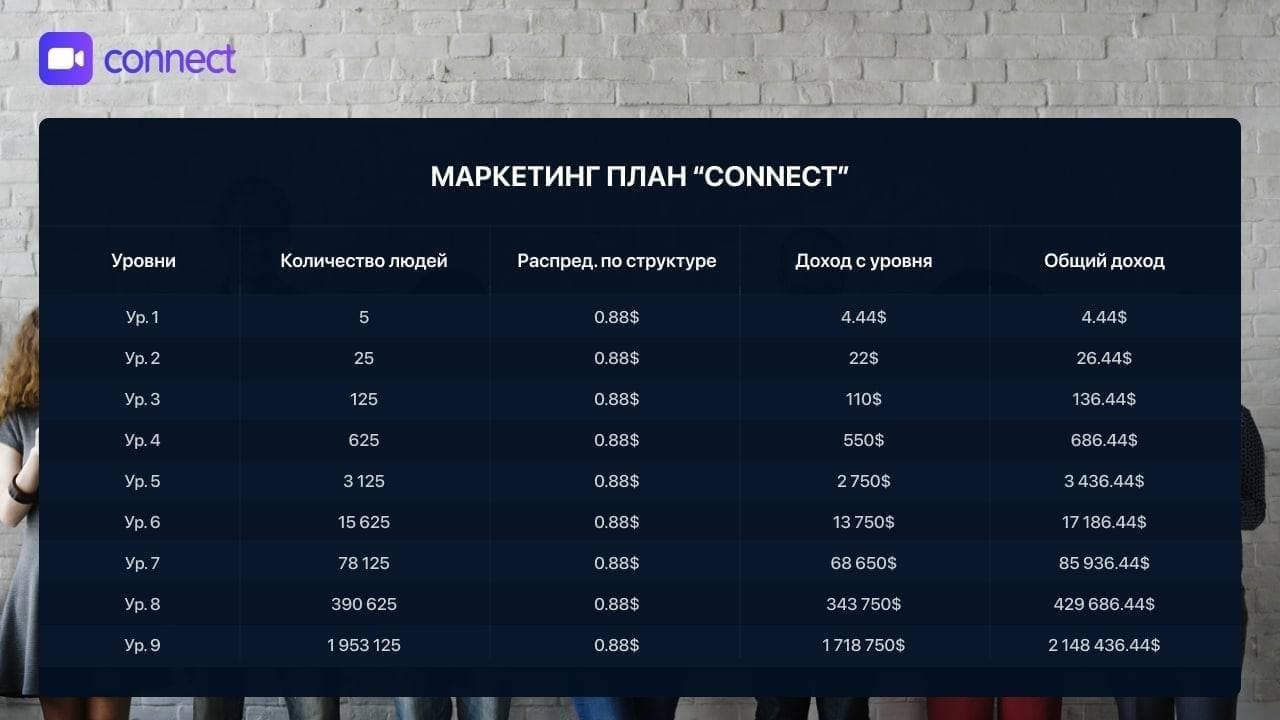 connect
МАРКЕТИНГ ПЛАН “CONNECT”
Уровни Количество людей Распред. по структуре Доход с уровня Общий доход
Ур. 1 5 0.88$ 4.44$ 4.44$
Ур. 2 25 0.88$ 22$ 26.44$
Ур. 3 125 0.88$ 110$ 136.44$
Ур. 4 625 0.88$ 550$ 686.44$
Ур. 5 3 125 0.88$ 2 750$ 3 436.44$
Ур. 6 15 625 0.88$ 13 750$ 17 186.44$
Ур. 7 78 125 0.88$ 68 650$ 85 936.44$
Ур. 8 390 625 0.88$ 343 750$ 429 686.44$
Ур. 9 1 953 125 0.88$ 1 718 750$ 2 148 436.44$